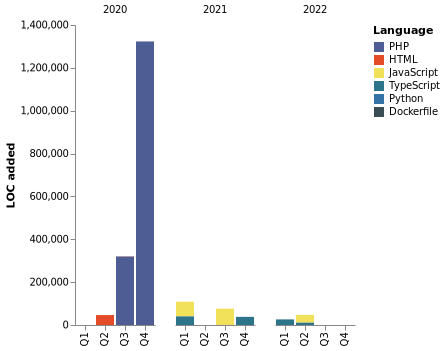 2020 2021 2022
1,400,000
1,200,000
1,000,000
800,000
600,000
400,000
200,000
0
LOC added
Q1 Q2 Q3 Q4 Q1 Q2 Q3 Q4 Q1 Q2 Q3 Q4
Language
PHP
HTML
JavaScript
TypeScript
Python
Dockerfile